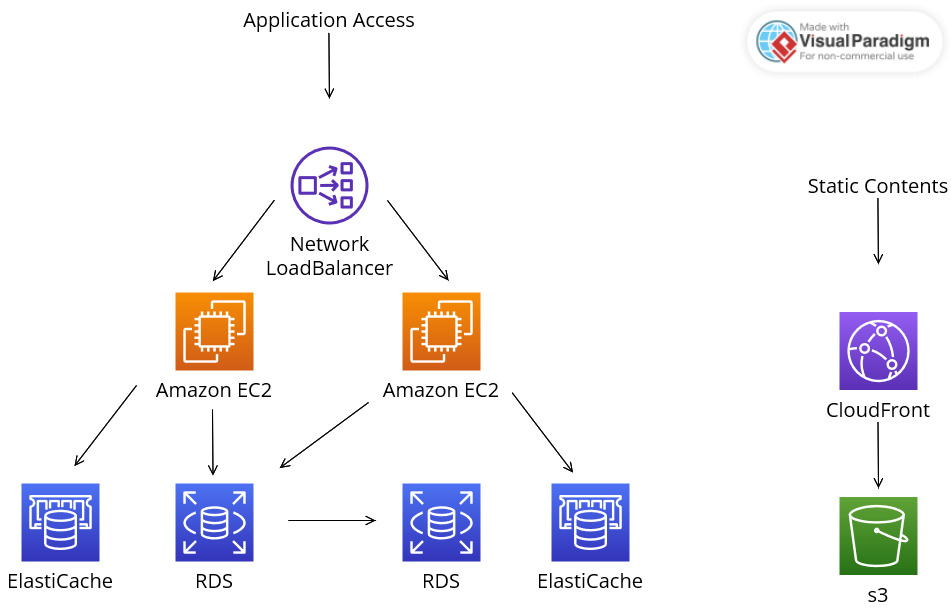 Application Access
Made with
Visual Paradigm
For non-commercial use
Static Contents
Network
LoadBalancer
Amazon EC2
Amazon EC2
CloudFront
ElastiCache
RDS
RDS
ElastiCache
s3